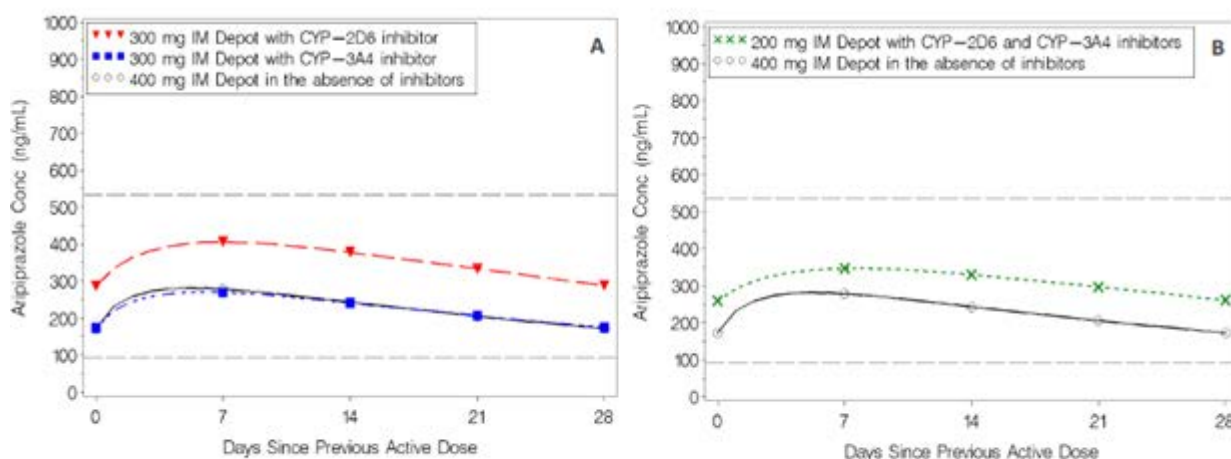 1000
900
800
700
600
500
400
300
200
100
0
Aripiprazole Conc (ng/mL)
300 mg IM Depot with CYP-2D6 inhibitor
300 mg IM Depot with CYP-3A4 inhibitor
400 mg IM Depot in the absence of inhibitors
A
0 7 14 21 28
Days Since Previous Active Dose
1000
900
800
700
600
500
400
300
200
100
0
Aripiprazole Conc (ng/mL)
200 mg IM Depot with CYP-2D6 and CYP-3A4 inhibitors
400 mg IM Depot in the absence of inhibitors
B
0 7 14 21 28
Days Since Previous Active Dose